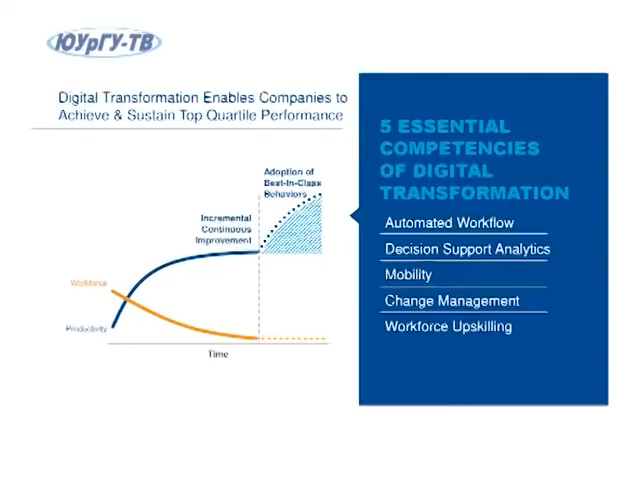 ЮУрГУ-ТВ
Digital Transformation Enables Companies to
Achieve & Sustain Top Quartile Performance
Adoption of
Best-In-Class
Behaviors
Incremental
Continuous
Improvement
Workforce
Productivity
Time
5 ESSENTIAL
COMPETENCIES
OF DIGITAL
TRANSFORMATION
Automated Workflow
Decision Support Analytics
Mobility
Change Management
Workforce Upskilling